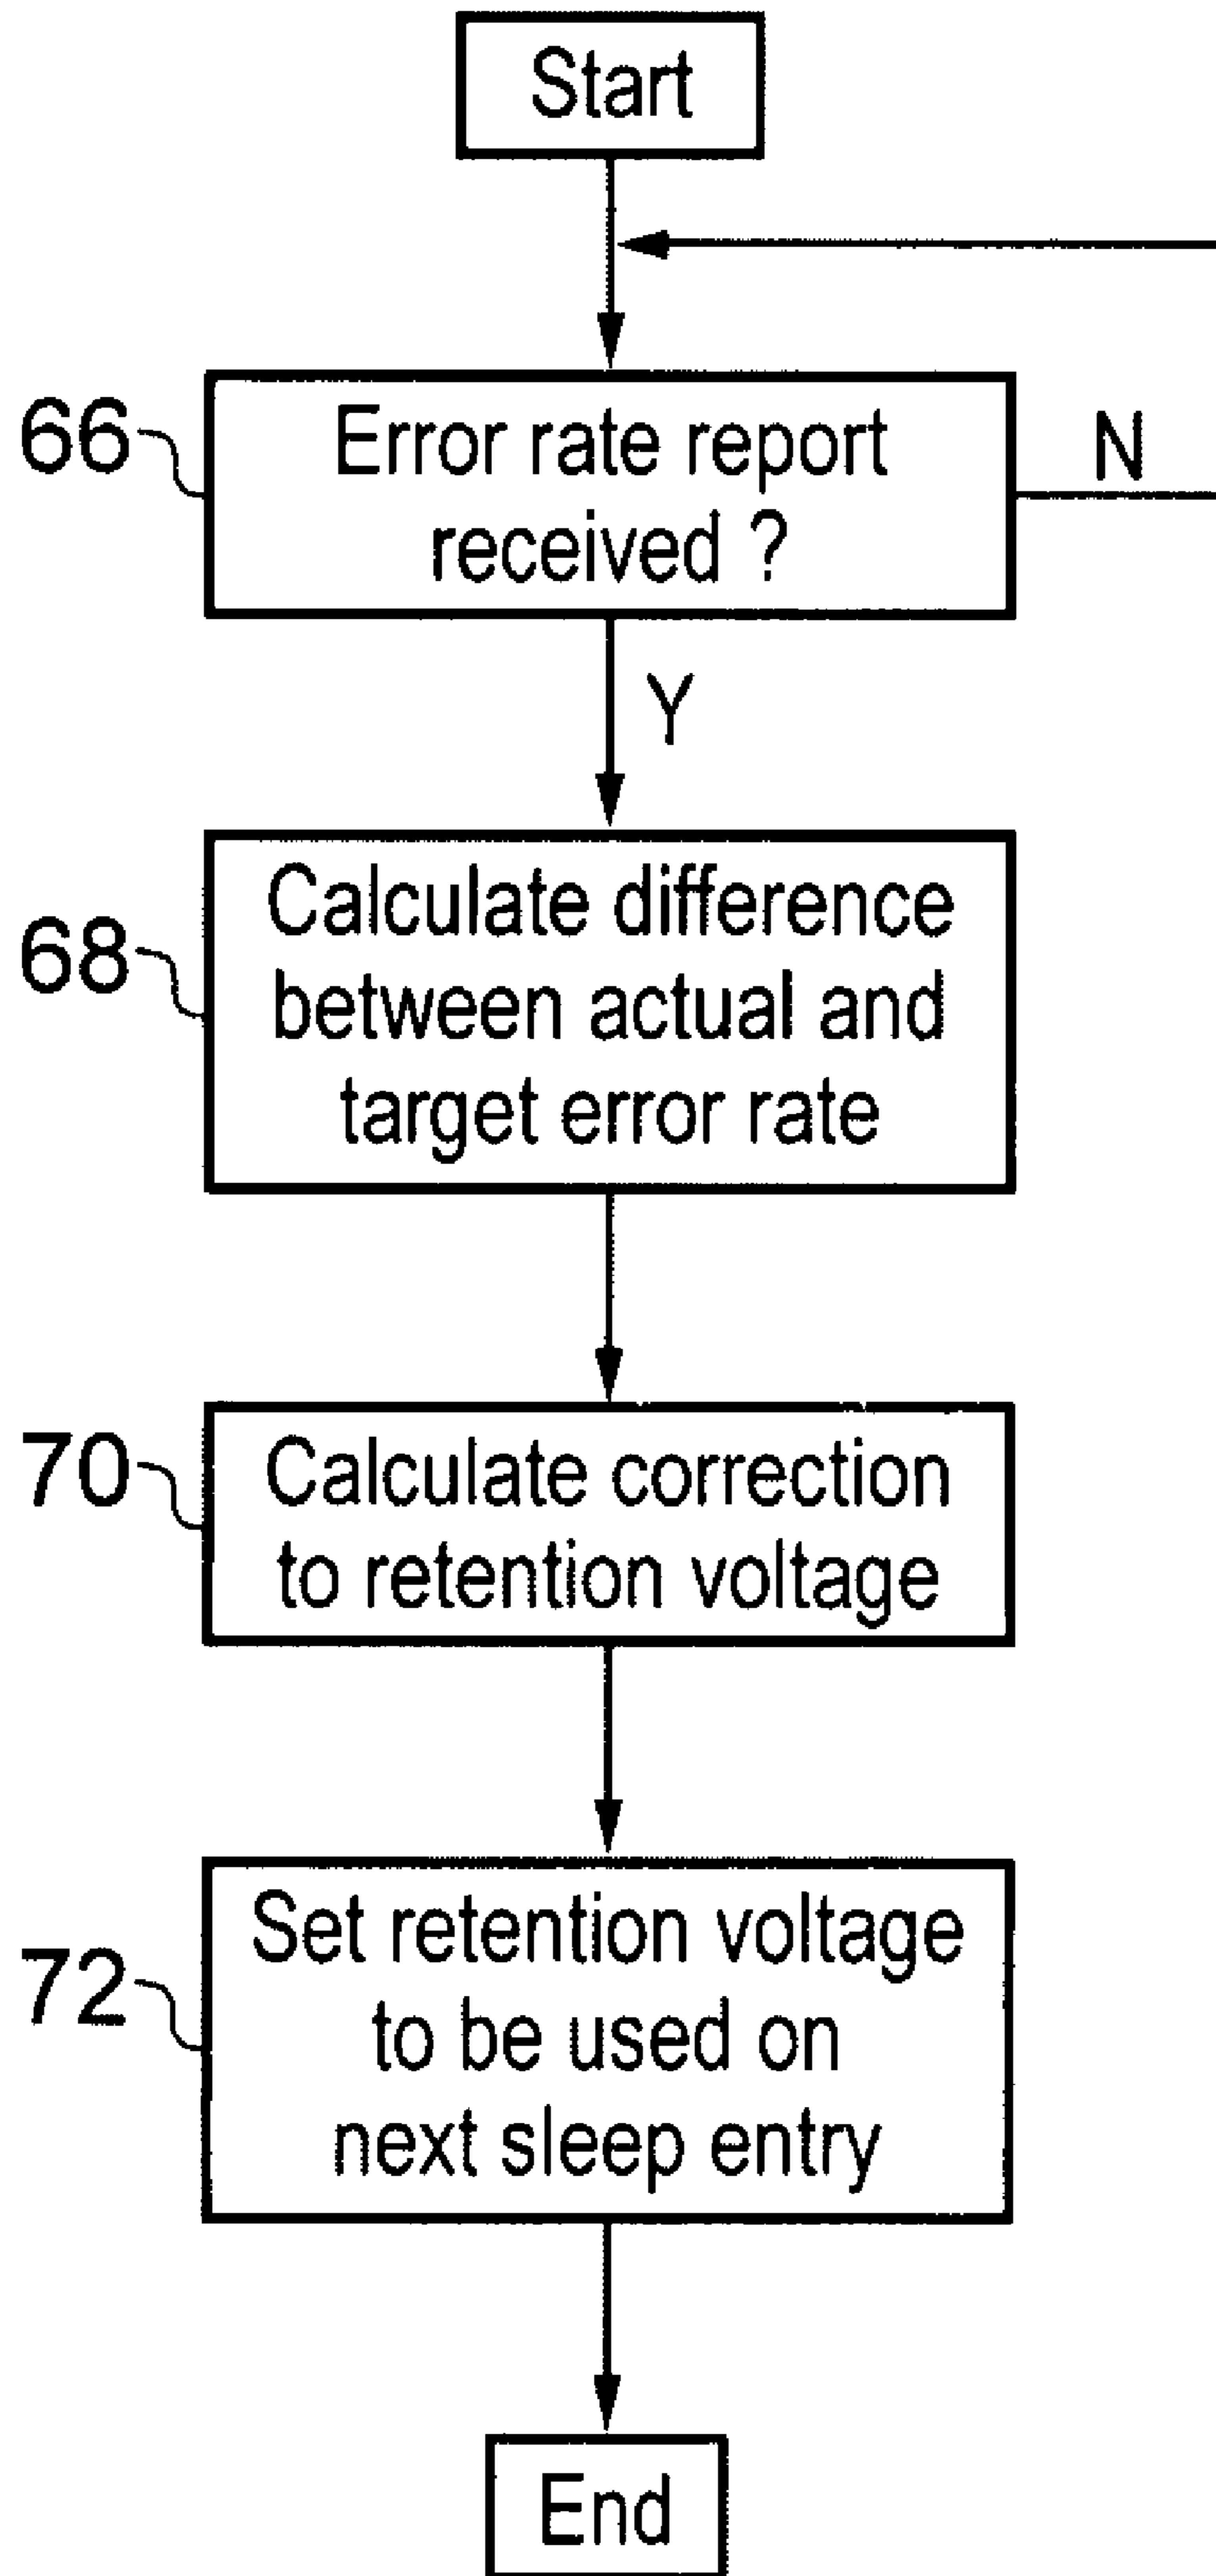 Start
66
Error rate report
received ?
N
Y
68
Calculate difference
between actual and
target error rate
70
Calculate correction
to retention voltage
72
Set retention voltage
to be used on
next sleep entry
End